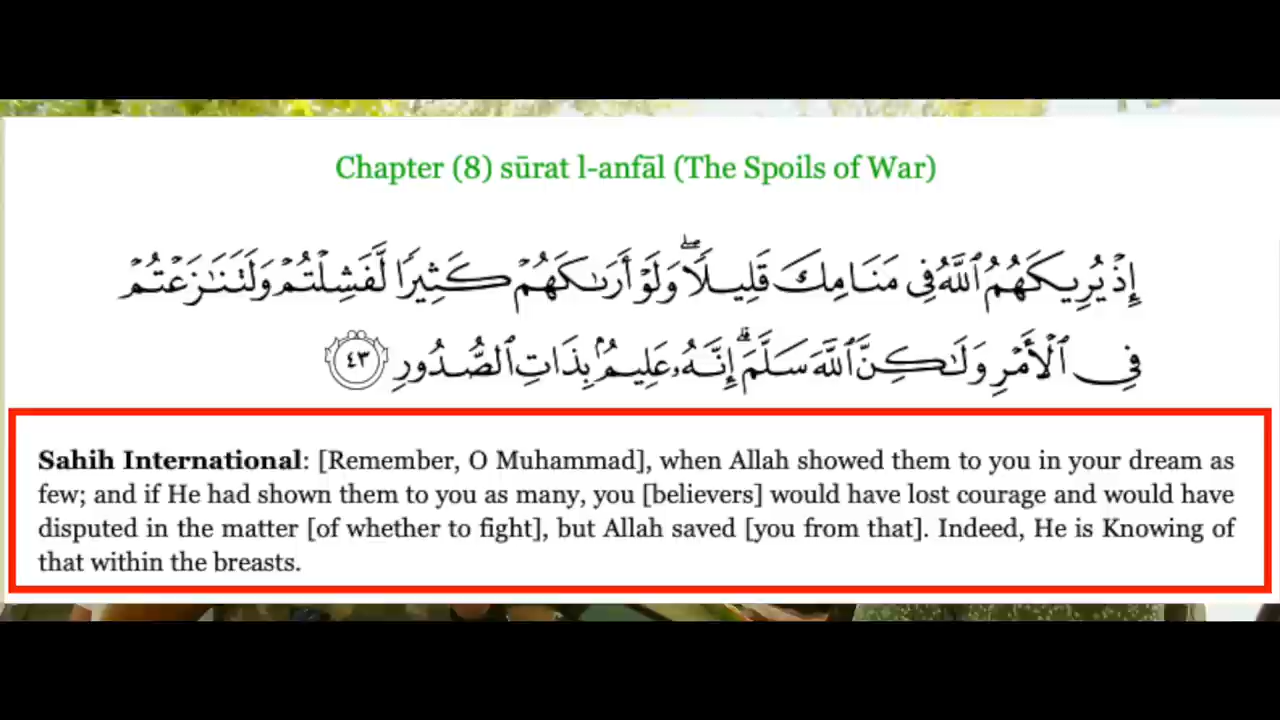 Chapter (8) sūrat l-anfāl (The Spoils of War)
إِذْ يُرِيكَهُمُ ٱللَّهُ فِى مَنَامِكَ قَلِيلًا ۖ وَلَوْ أَرَىٰكَهُمْ كَثِيرًا لَّفَشِلْتُمْ وَلَتَنَـٰزَعْتُمْ
فِى ٱلْأَمْرِ وَلَـٰكِنَّ ٱللَّهَ سَلَّمَ ۗ إِنَّهُۥ عَلِيمٌۢ بِذَاتِ ٱلصُّدُورِ ٤٣
Sahih International: [Remember, O Muhammad], when Allah showed them to you in your dream as
few; and if He had shown them to you as many, you [believers] would have lost courage and would have
disputed in the matter [of whether to fight], but Allah saved [you from that]. Indeed, He is Knowing of
that within the breasts.